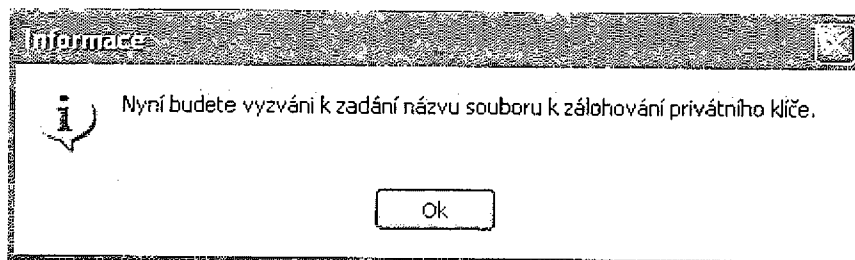 Informace
Nyní budete vyzváni k zadání názvu souboru k zálohování privátního klíče.
Ok